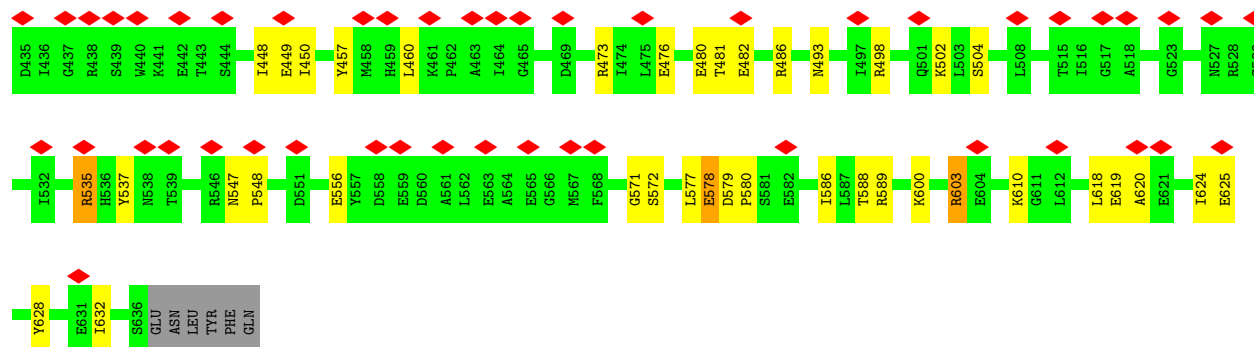 D435 I436 G437 R438 S439 W440 K441 E442 T443 S444 I448 E449 I450 Y457 M458 H459 L460 K461 P462 A463 I464 G465 D469 R473 I474 L475 E476 E480 T481 E482 R486 N493 I497 R498 Q501 K502 L503 S504 L508 T515 I516 G517 A518 G523 N527 R528
I532 R535 H536 Y537 N538 T539 R546 N547 P548 D551 E556 Y557 D558 E559 D560 A561 L562 E563 A564 E565 G566 M567 F568 G571 S572 L577 E578 D579 P580 S581 E582 I586 L587 T588 R589 K600 R603 E604 K610 G611 L612 L618 E619 A620 E621 I624 E625
Y628 E631 I632 S636 GLU ASN LEU TYR PHE GLN